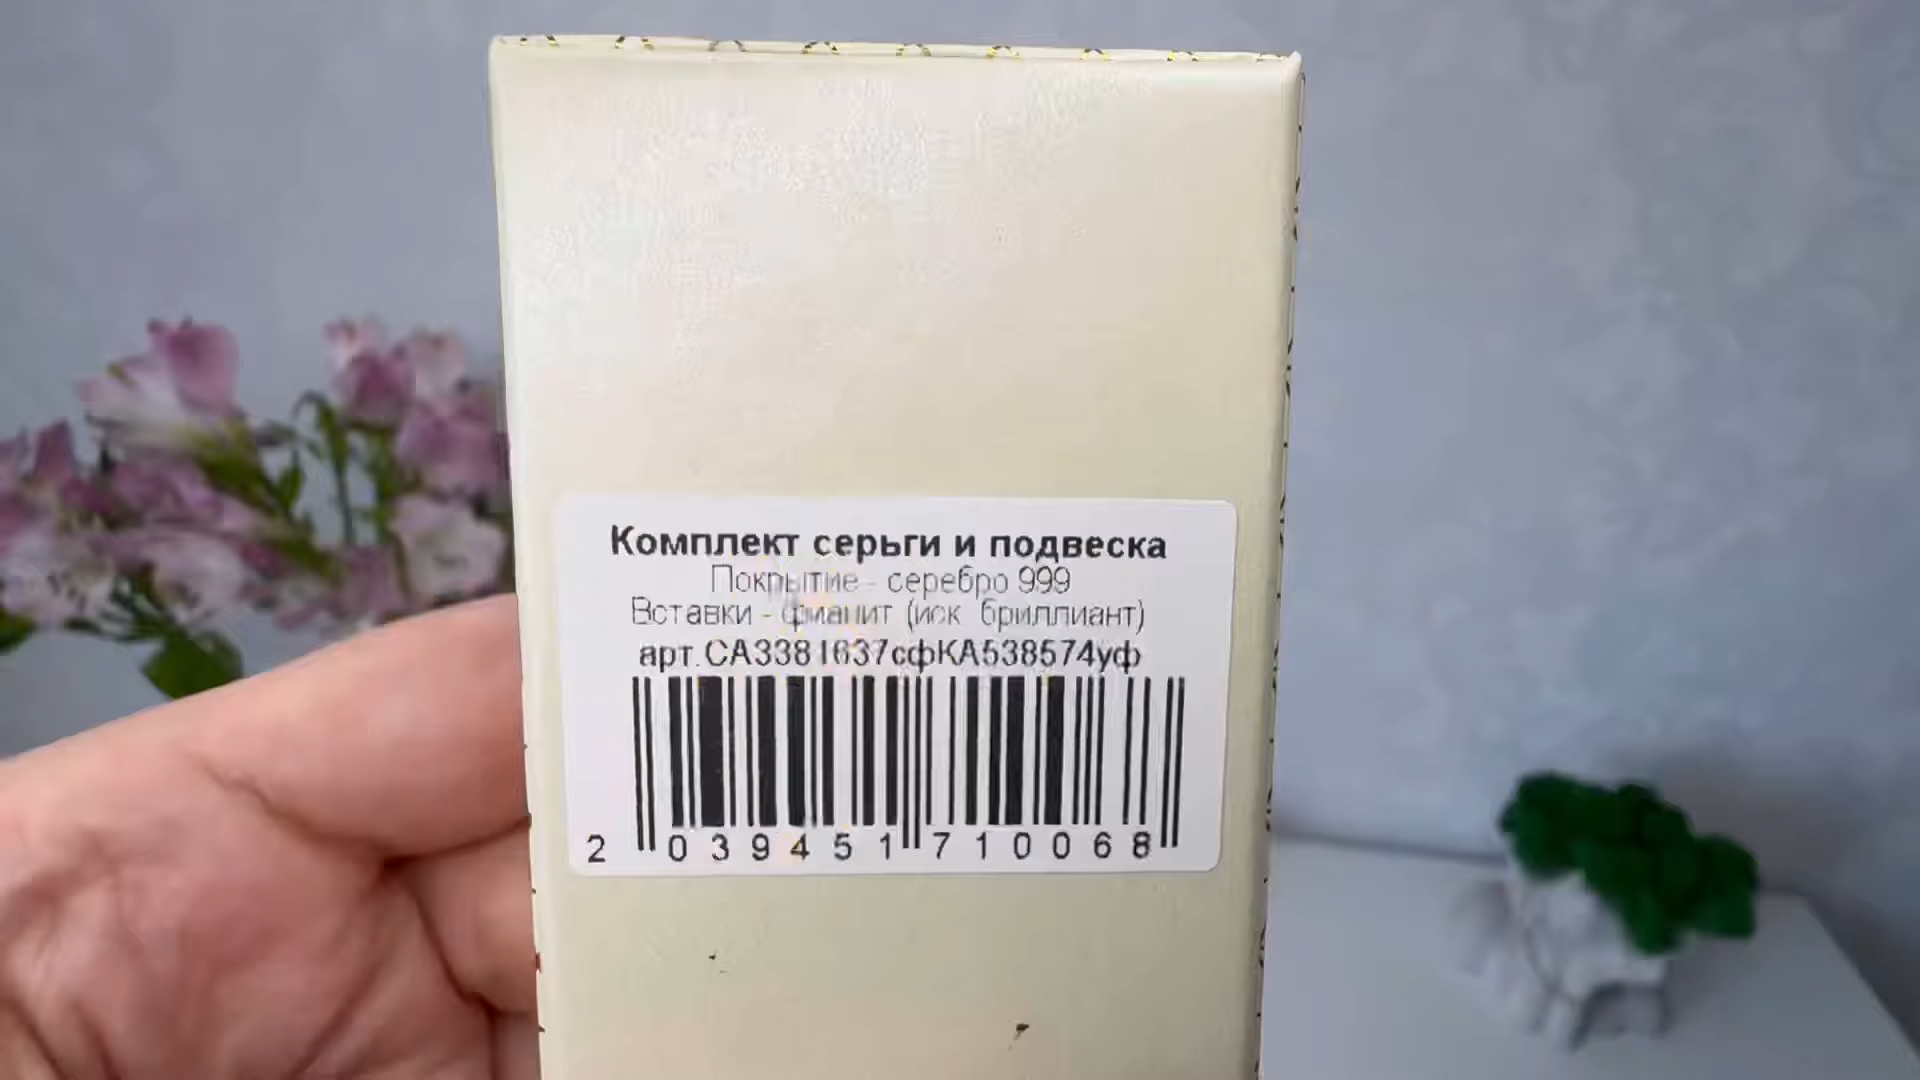 Комплект серьги и подвеска
Покрытие - серебро 999
Вставки - фианит (иск. бриллиант)
арт.СА3381637сфКА538574уф
2 039451 710068